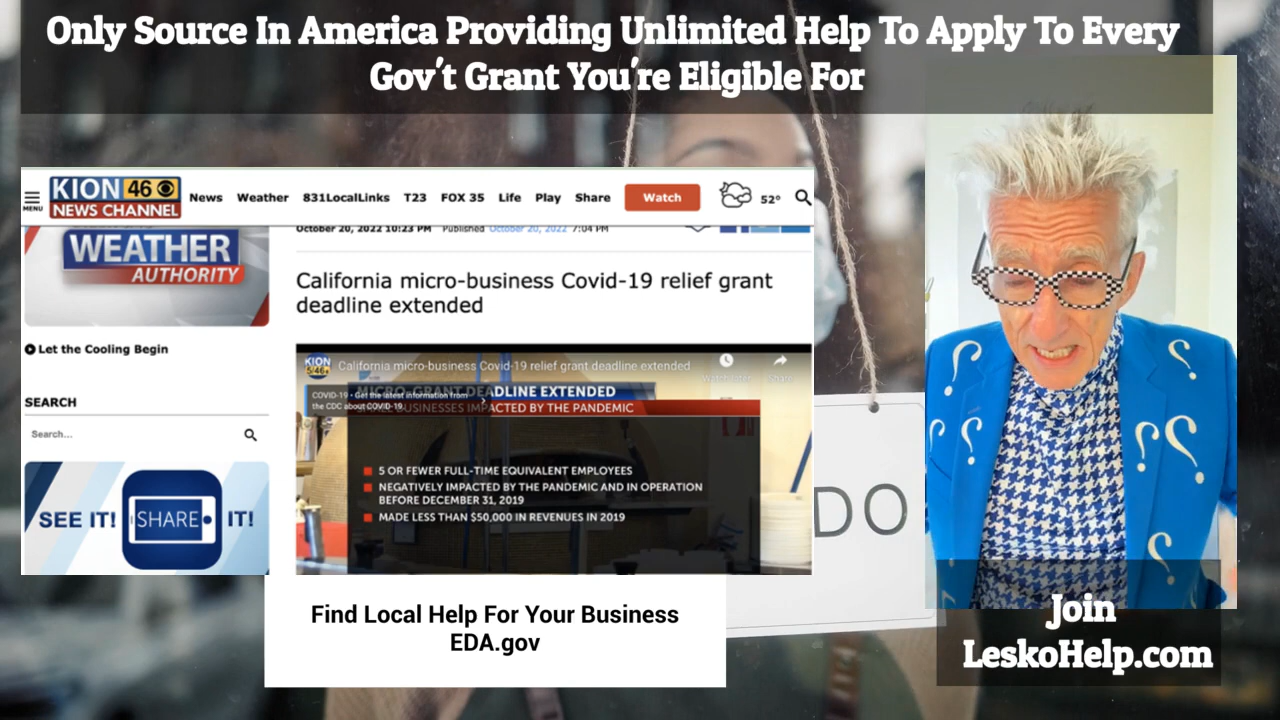 Only Source In America Providing Unlimited Help To Apply To Every
Gov't Grant You're Eligible For
KION 46
NEWS CHANNEL
MENU
News Weather 831LocalLinks T23 FOX 35 Life Play Share Watch 52°
WEATHER
AUTHORITY
Let the Cooling Begin
SEARCH
Search...
SEE IT! SHARE IT!
October 20, 2022 10:23 PM Published October 20, 2022 7:04 PM
California micro-business Covid-19 relief grant
deadline extended
KION
5/46
California micro-business Covid-19 relief grant deadline extended
Share
MICRO-GRANT DEADLINE EXTENDED
COVID-19 • Get the latest information from
the CDC about COVID-19.
BUSINESSES IMPACTED BY THE PANDEMIC
5 OR FEWER FULL-TIME EQUIVALENT EMPLOYEES
NEGATIVELY IMPACTED BY THE PANDEMIC AND IN OPERATION
BEFORE DECEMBER 31, 2019
MADE LESS THAN $50,000 IN REVENUES IN 2019
DO
Find Local Help For Your Business
EDA.gov
Join
LeskoHelp.com